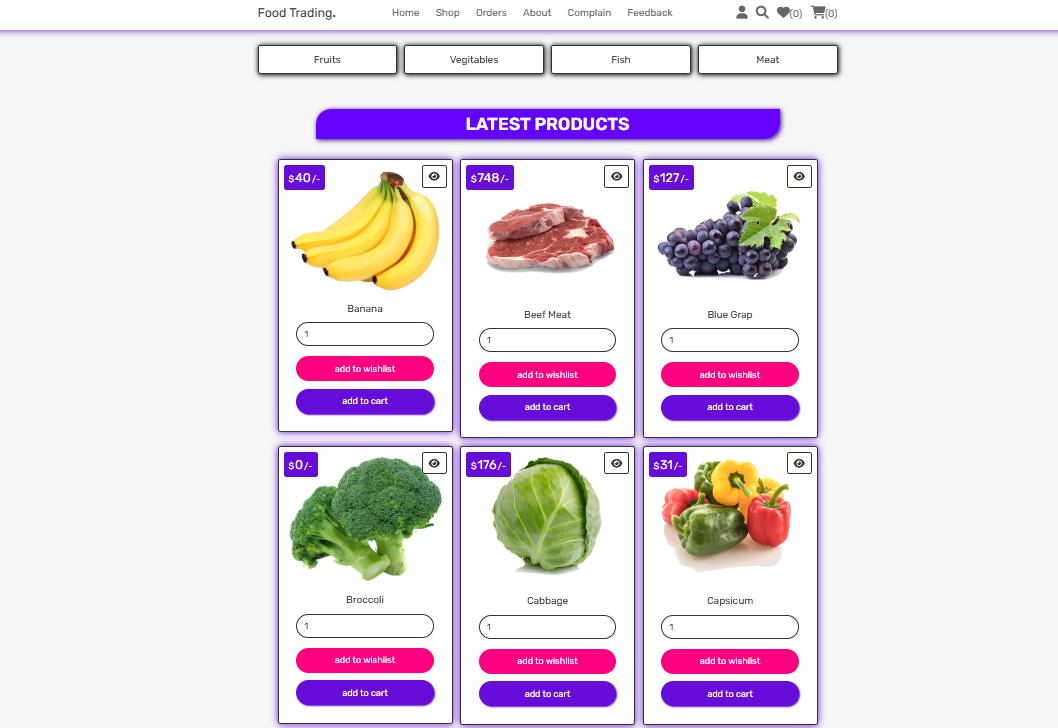 Food Trading.
Home Shop Orders About Complain Feedback
(0) (0)
Fruits Vegitables Fish Meat
LATEST PRODUCTS
$40/- $748/- $127/-
Banana Beef Meat Blue Grap
1 1 1
add to wishlist add to wishlist add to wishlist
add to cart add to cart add to cart
$0/- $176/- $31/-
Broccoli Cabbage Capsicum
1 1 1
add to wishlist add to wishlist add to wishlist
add to cart add to cart add to cart